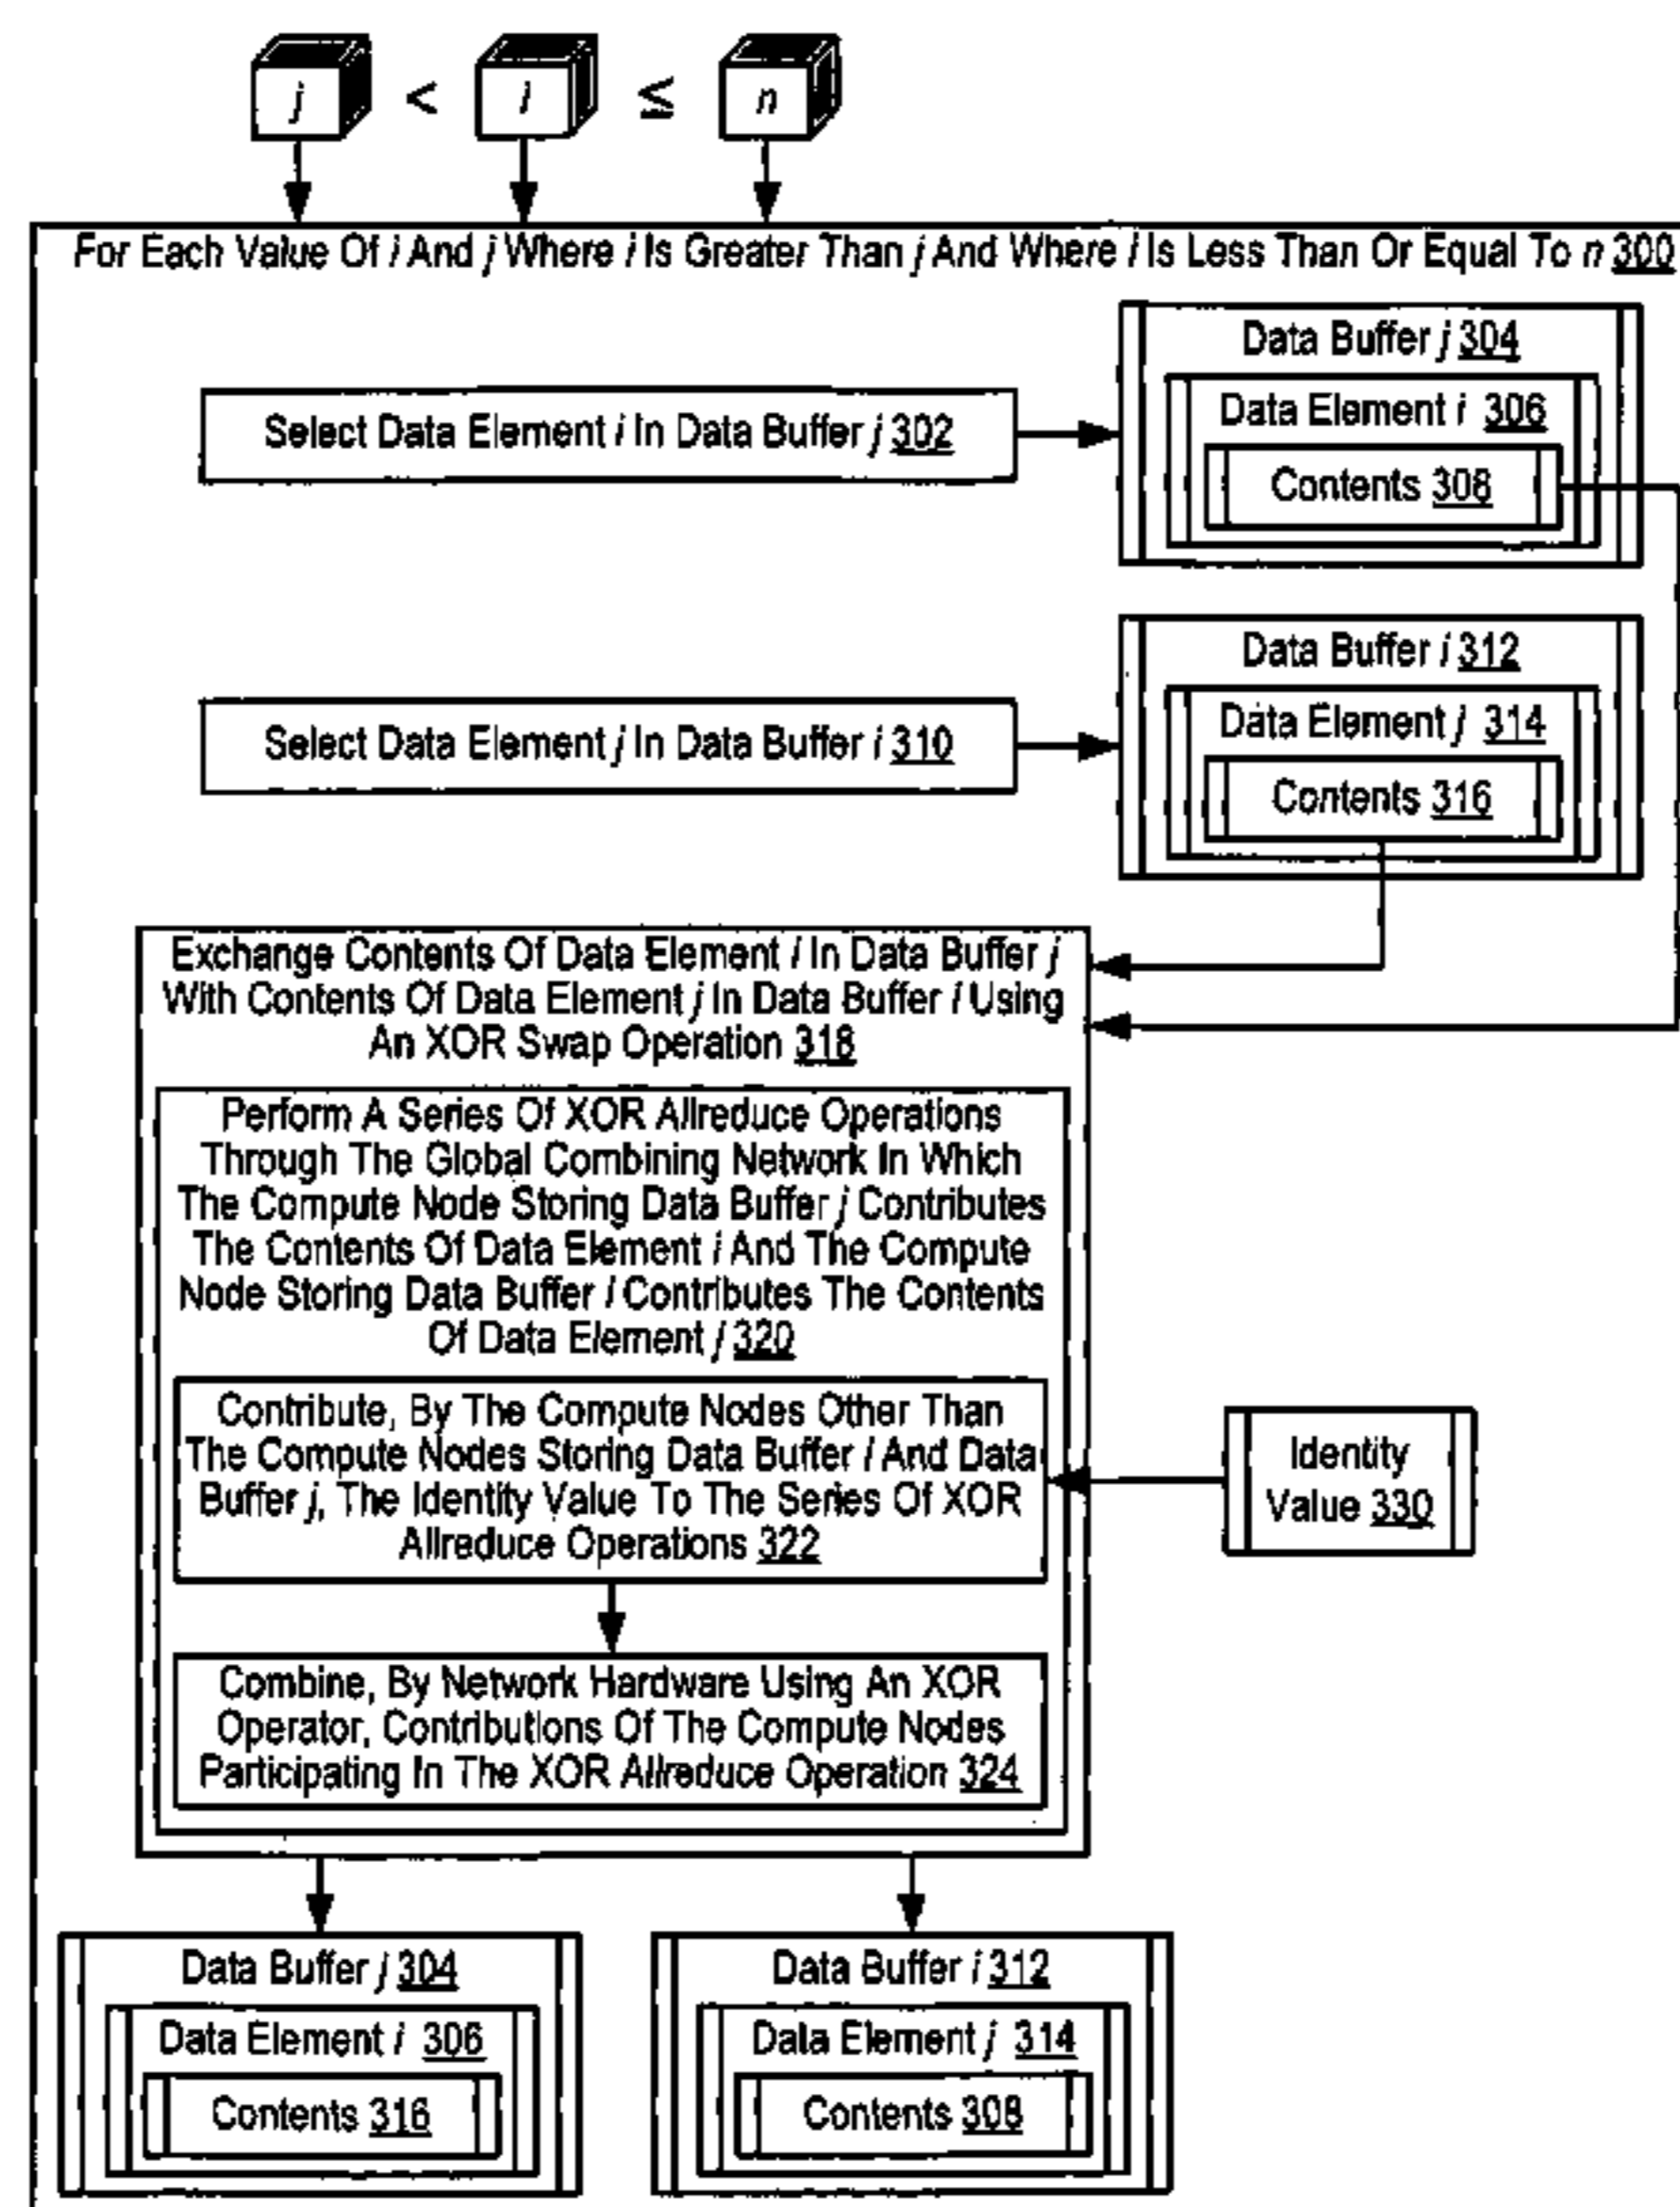 j < i ≤ n
For Each Value Of i And j Where i Is Greater Than j And Where i Is Less Than Or Equal To n 300
Data Buffer j 304
Select Data Element i In Data Buffer j 302
Data Element i 306
Contents 308
Data Buffer i 312
Select Data Element j In Data Buffer i 310
Data Element j 314
Contents 316
Exchange Contents Of Data Element i In Data Buffer j
With Contents Of Data Element j In Data Buffer i Using
An XOR Swap Operation 318
Perform A Series Of XOR Allreduce Operations
Through The Global Combining Network In Which
The Compute Node Storing Data Buffer j Contributes
The Contents Of Data Element i And The Compute
Node Storing Data Buffer i Contributes The Contents
Of Data Element j 320
Contribute, By The Compute Nodes Other Than
The Compute Nodes Storing Data Buffer i And Data
Buffer j, The Identity Value To The Series Of XOR
Allreduce Operations 322
Identity
Value 330
Combine, By Network Hardware Using An XOR
Operator, Contributions Of The Compute Nodes
Participating In The XOR Allreduce Operation 324
Data Buffer j 304
Data Element i 306
Contents 316
Data Buffer i 312
Data Element j 314
Contents 308